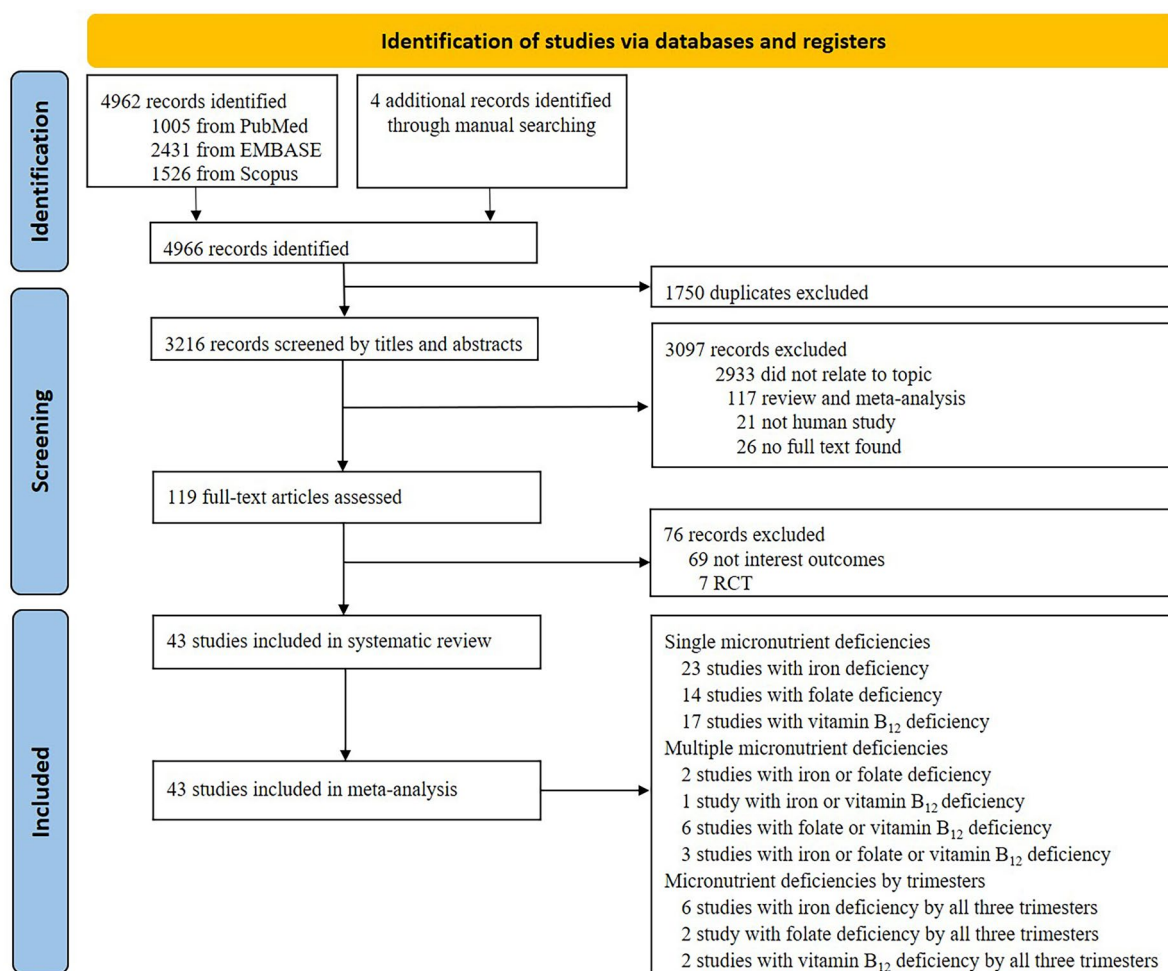 Identification of studies via databases and registers
Identification
4962 records identified
1005 from PubMed
2431 from EMBASE
1526 from Scopus
4 additional records identified
through manual searching
4966 records identified
1750 duplicates excluded
Screening
3216 records screened by titles and abstracts
3097 records excluded
2933 did not relate to topic
117 review and meta-analysis
21 not human study
26 no full text found
119 full-text articles assessed
76 records excluded
69 not interest outcomes
7 RCT
Included
43 studies included in systematic review
43 studies included in meta-analysis
Single micronutrient deficiencies
23 studies with iron deficiency
14 studies with folate deficiency
17 studies with vitamin B12 deficiency
Multiple micronutrient deficiencies
2 studies with iron or folate deficiency
1 study with iron or vitamin B12 deficiency
6 studies with folate or vitamin B12 deficiency
3 studies with iron or folate or vitamin B12 deficiency
Micronutrient deficiencies by trimesters
6 studies with iron deficiency by all three trimesters
2 study with folate deficiency by all three trimesters
2 studies with vitamin B12 deficiency by all three trimesters